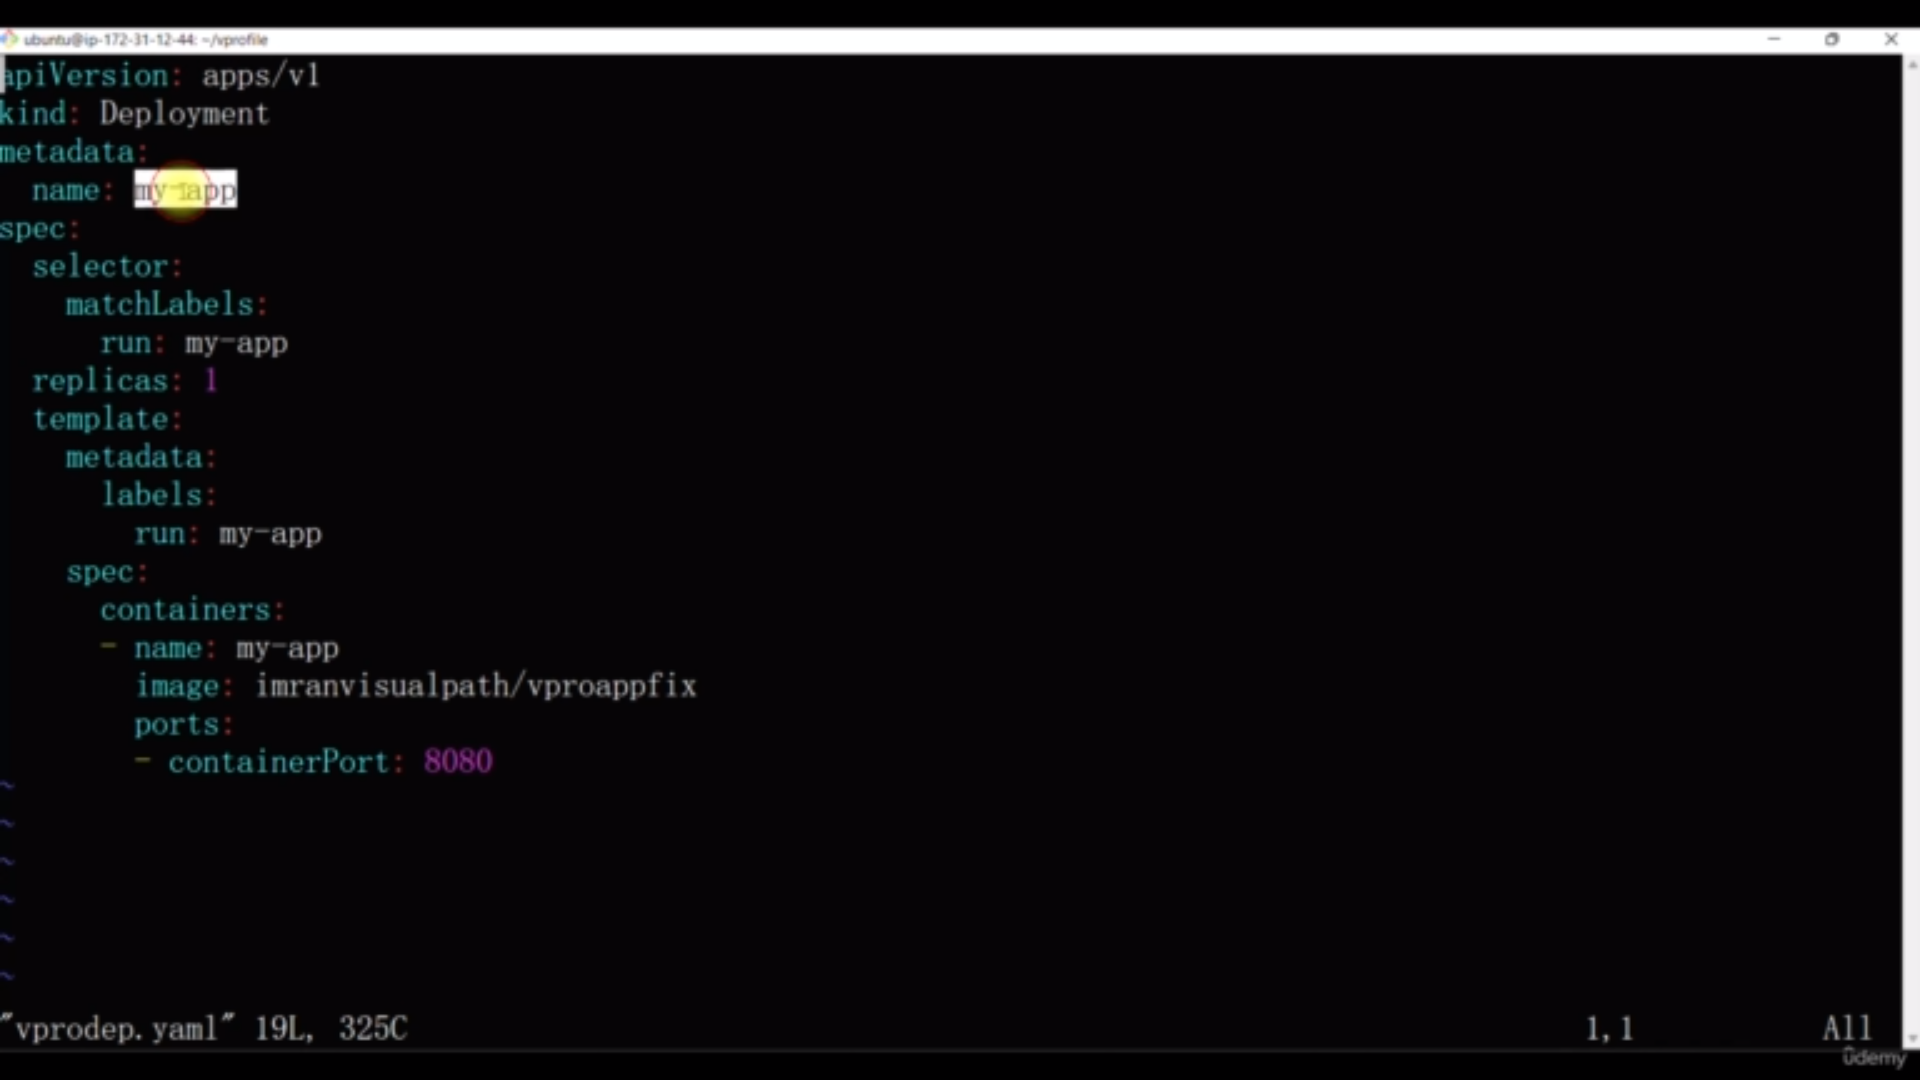 ubuntu@ip-172-31-12-44: ~/vprofile
apiVersion: apps/v1
kind: Deployment
metadata:
  name: my-app
spec:
  selector:
    matchLabels:
      run: my-app
  replicas: 1
  template:
    metadata:
      labels:
        run: my-app
    spec:
      containers:
      - name: my-app
        image: imranvisualpath/vproappfix
        ports:
        - containerPort: 8080
~
~
~
~
~
~
"vprodep.yaml" 19L, 325C 1,1 All
ûdemy